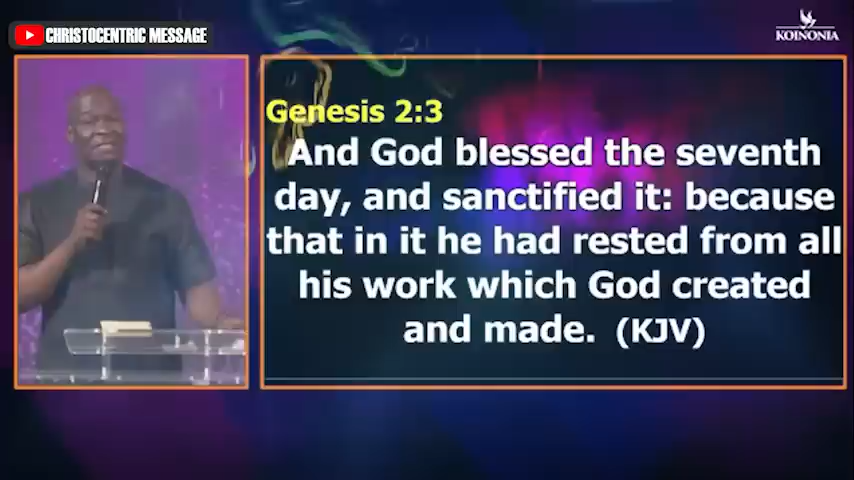 CHRISTOCENTRIC MESSAGE
KOINONIA
Genesis 2:3
And God blessed the seventh
day, and sanctified it: because
that in it he had rested from all
his work which God created
and made. (KJV)